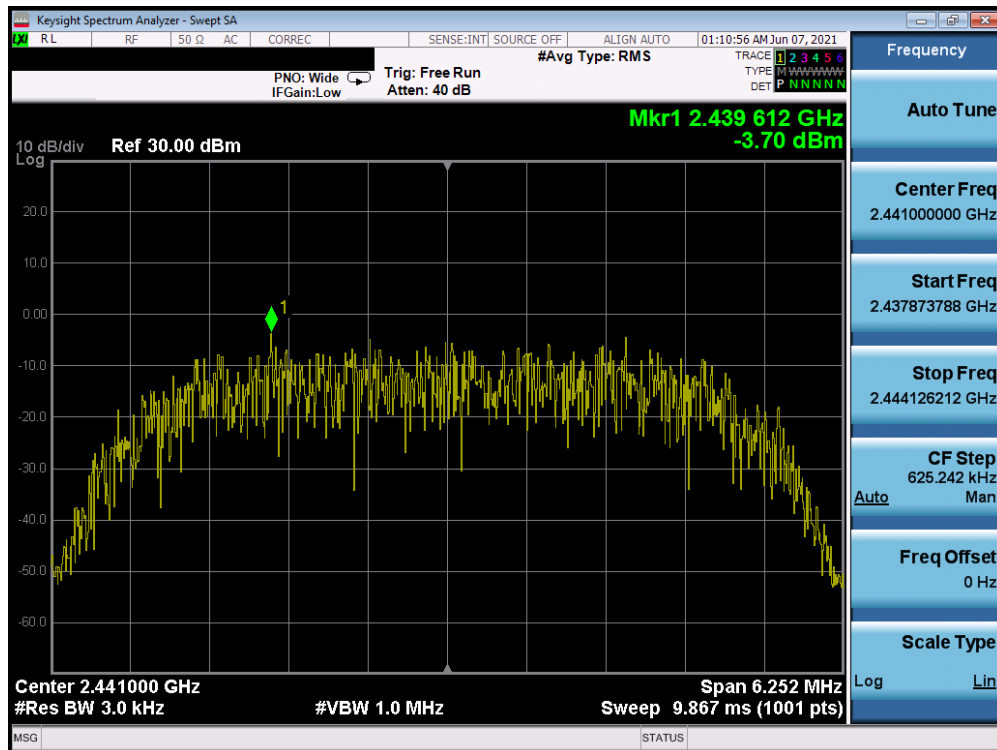 Keysight Spectrum Analyzer - Swept SA
LXI RL RF 50 Ω AC CORREC SENSE:INT SOURCE OFF ALIGN AUTO 01:10:56 AM Jun 07, 2021
#Avg Type: RMS
TRACE 1 2 3 4 5 6
TYPE M W W W W W W
DET P N N N N N
PNO: Wide
IFGain:Low
Trig: Free Run
Atten: 40 dB
Mkr1 2.439 612 GHz
-3.70 dBm
10 dB/div
Log
Ref 30.00 dBm
20.0
10.0
0.00
-10.0
-20.0
-30.0
-40.0
-50.0
-60.0
1
Center 2.441000 GHz
Span 6.252 MHz
#Res BW 3.0 kHz
#VBW 1.0 MHz
Sweep 9.867 ms (1001 pts)
MSG
STATUS
Frequency
Auto Tune
Center Freq
2.441000000 GHz
Start Freq
2.437873788 GHz
Stop Freq
2.444126212 GHz
CF Step
625.242 kHz
Auto Man
Freq Offset
0 Hz
Scale Type
Log Lin